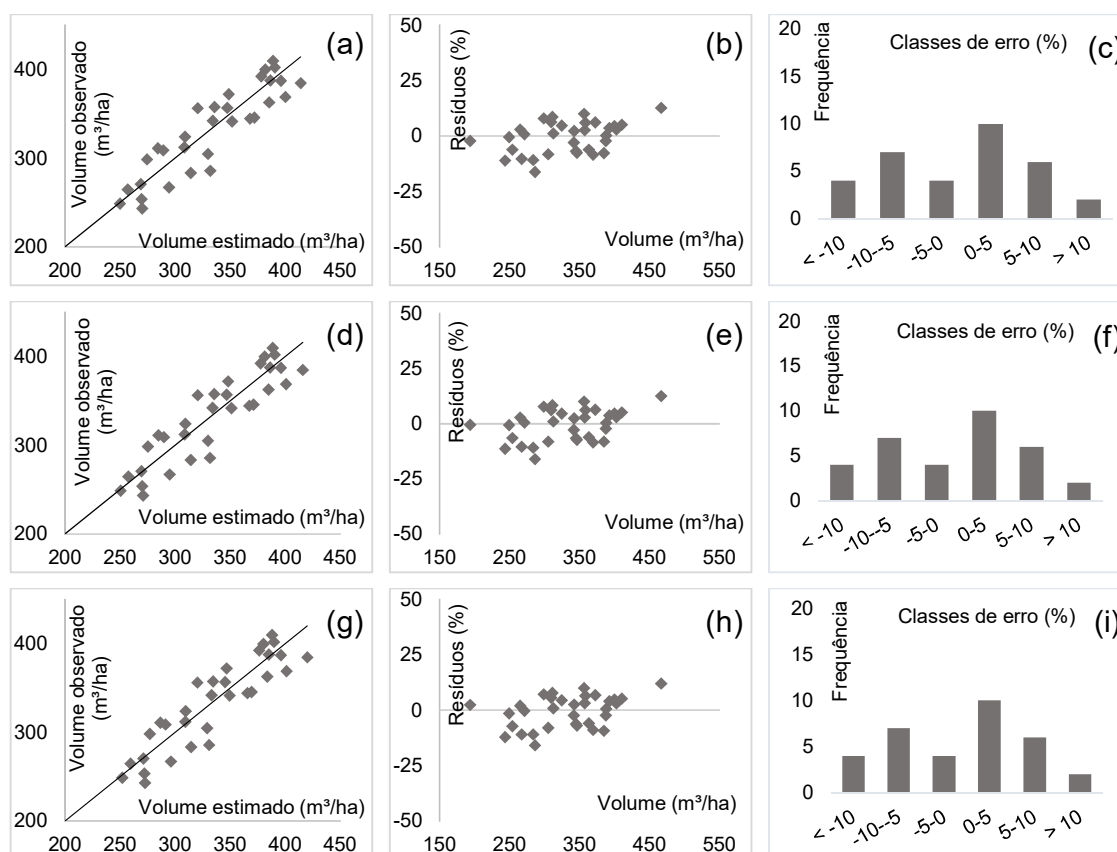 (a)
Volume observado
(m³/ha)
400
300
200
Volume estimado (m³/ha)
200 250 300 350 400 450
(b)
Resíduos (%)
50
25
0
-25
-50
Volume (m³/ha)
150 250 350 450 550
(c)
Frequência
Classes de erro (%)
20
15
10
5
0
< -10 -10--5 -5-0 0-5 5-10 > 10
(d)
Volume observado
(m³/ha)
400
300
200
Volume estimado (m³/ha)
200 250 300 350 400 450
(e)
Resíduos (%)
50
25
0
-25
-50
Volume (m³/ha)
150 250 350 450 550
(f)
Frequência
Classes de erro (%)
20
15
10
5
0
< -10 -10--5 -5-0 0-5 5-10 > 10
(g)
Volume observado
(m³/ha)
400
300
200
Volume estimado (m³/ha)
200 250 300 350 400 450
(h)
Resíduos (%)
50
25
0
-25
-50
Volume (m³/ha)
150 250 350 450 550
(i)
Frequência
Classes de erro (%)
20
15
10
5
0
< -10 -10--5 -5-0 0-5 5-10 > 10